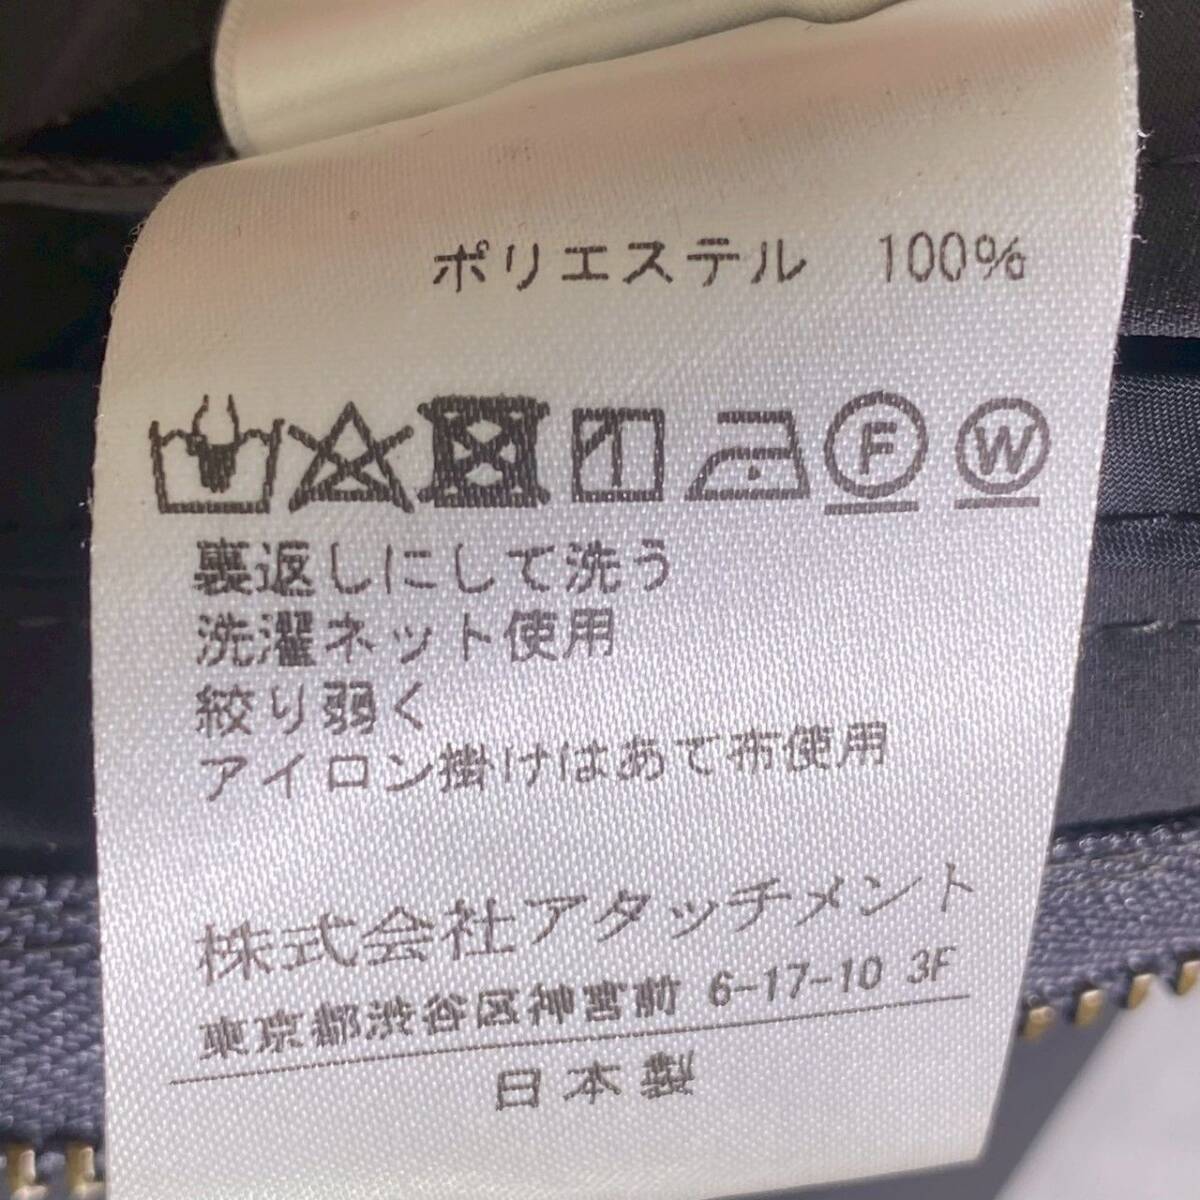 ポリエステル 100%
F W
裏返しにして洗う
洗濯ネット使用
絞り弱く
アイロン掛けはあて布使用
株式会社アタッチメント
東京都渋谷区神宮前 6-17-10 3F
日本製